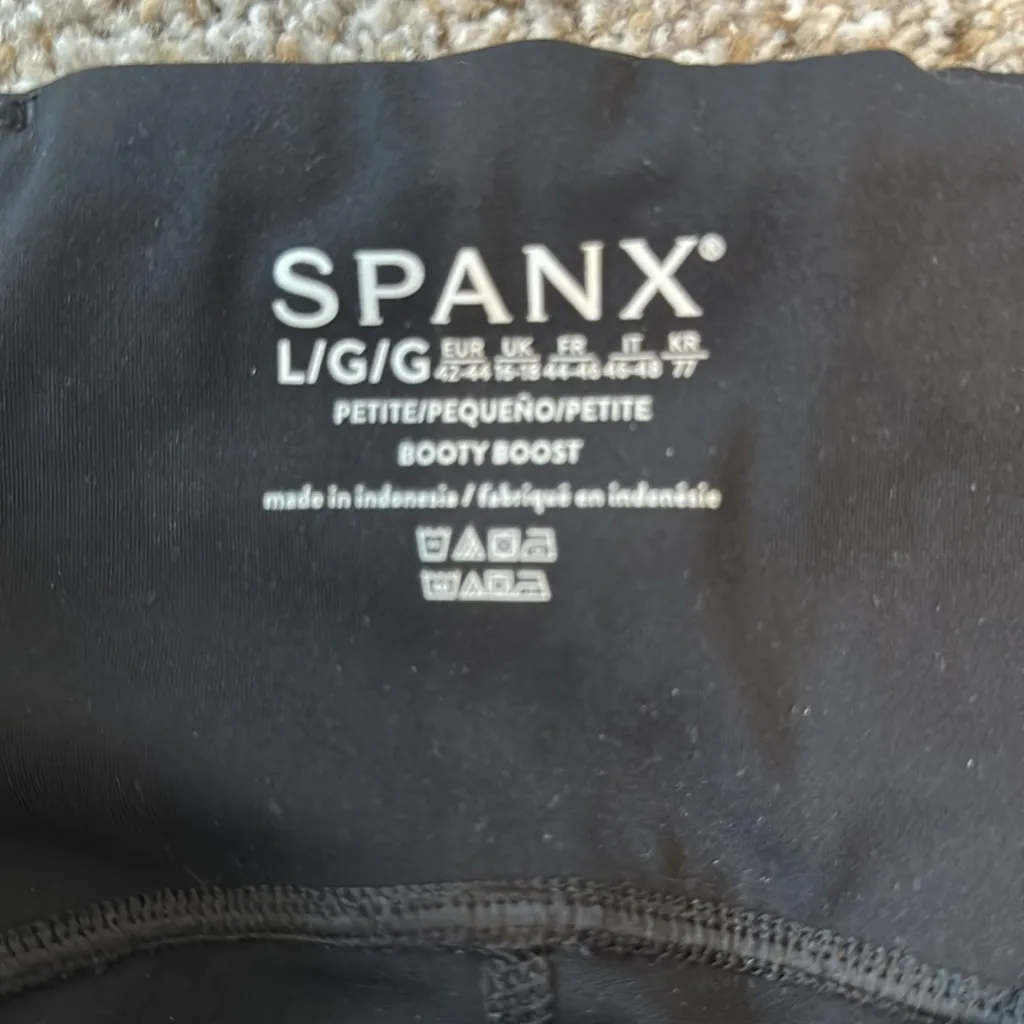 SPANX®
L/G/G EUR 42-44 UK 16-18 FR 44-46 IT 46-48 KR 77
PETITE/PEQUEÑO/PETITE
BOOTY BOOST
made in indonesia / fabriqué en indonésie